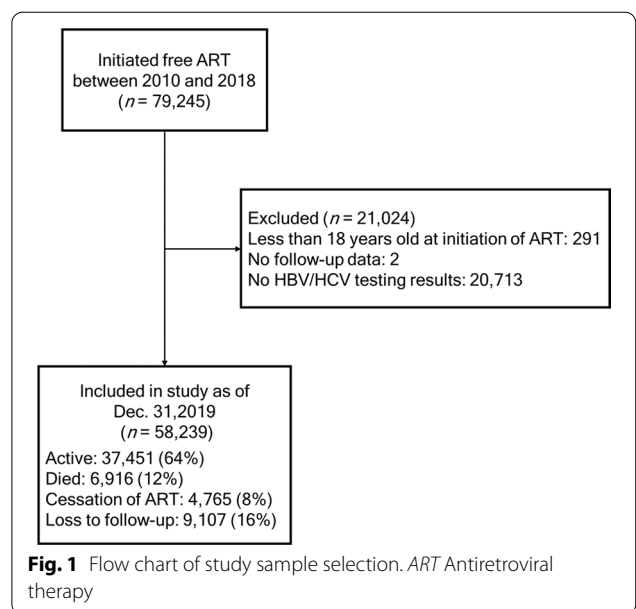 Initiated free ART
between 2010 and 2018
(n = 79,245)
Excluded (n = 21,024)
Less than 18 years old at initiation of ART: 291
No follow-up data: 2
No HBV/HCV testing results: 20,713
Included in study as of
Dec. 31,2019
(n = 58,239)
Active: 37,451 (64%)
Died: 6,916 (12%)
Cessation of ART: 4,765 (8%)
Loss to follow-up: 9,107 (16%)
Fig. 1 Flow chart of study sample selection. ART Antiretroviral
therapy